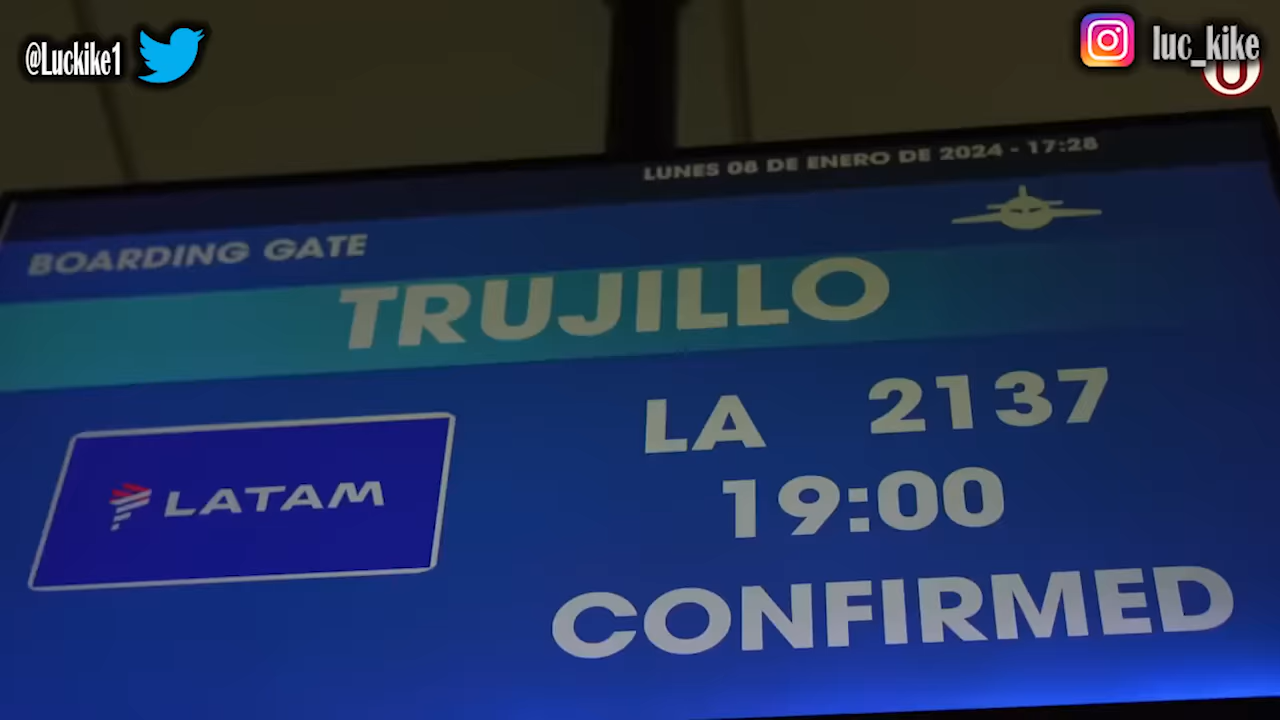 @Luckike1
luc_kike
U
LUNES 08 DE ENERO DE 2024 - 17:28
BOARDING GATE
TRUJILLO
LATAM
LA 2137
19:00
CONFIRMED